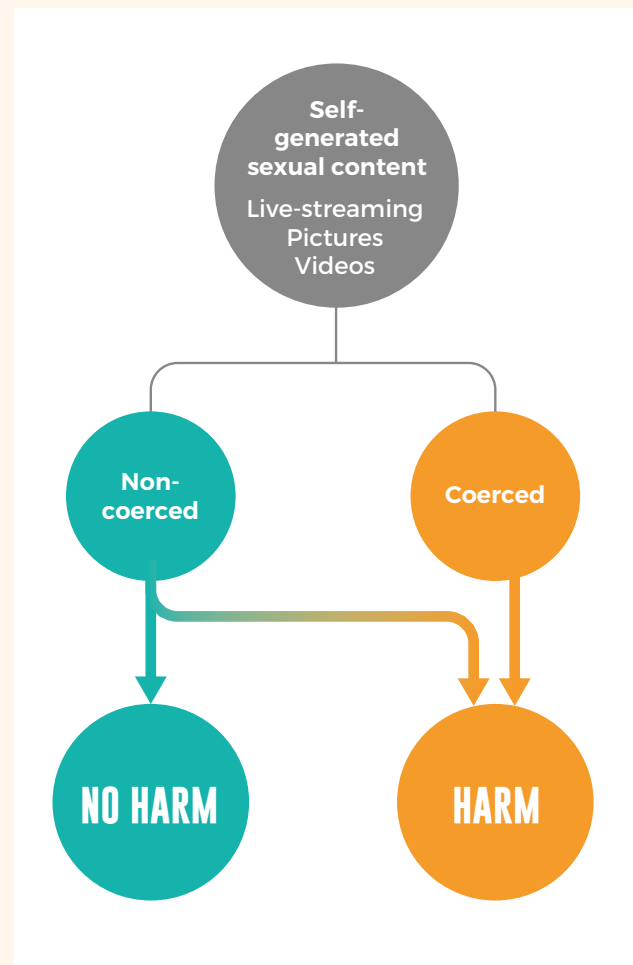 Self-
generated
sexual content
Live-streaming
Pictures
Videos
Non-
coerced
Coerced
NO HARM
HARM